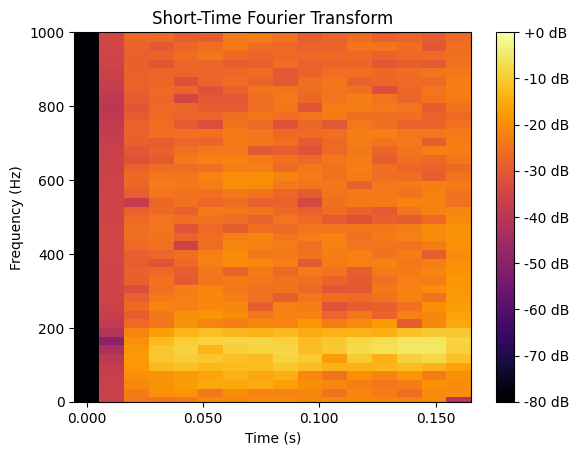 Short-Time Fourier Transform
1000
800
600
400
200
0
Frequency (Hz)
0.000
0.050
0.100
0.150
Time (s)
+0 dB
-10 dB
-20 dB
-30 dB
-40 dB
-50 dB
-60 dB
-70 dB
-80 dB